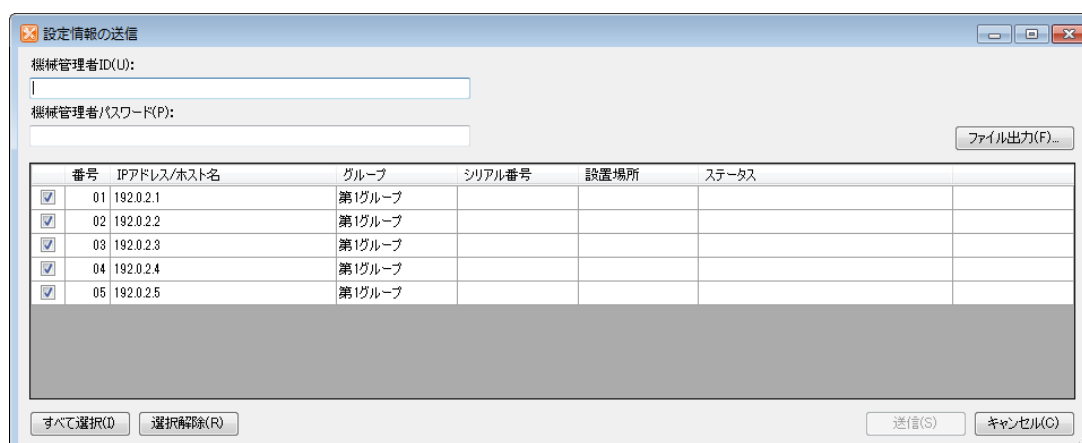 設定情報の送信
機械管理者ID(U):
機械管理者パスワード(P):
ファイル出力(F)...
番号 IPアドレス/ホスト名 グループ シリアル番号 設置場所 ステータス
01 192.0.2.1 第1グループ
02 192.0.2.2 第1グループ
03 192.0.2.3 第1グループ
04 192.0.2.4 第1グループ
05 192.0.2.5 第1グループ
すべて選択(I) 選択解除(R) 送信(S) キャンセル(C)